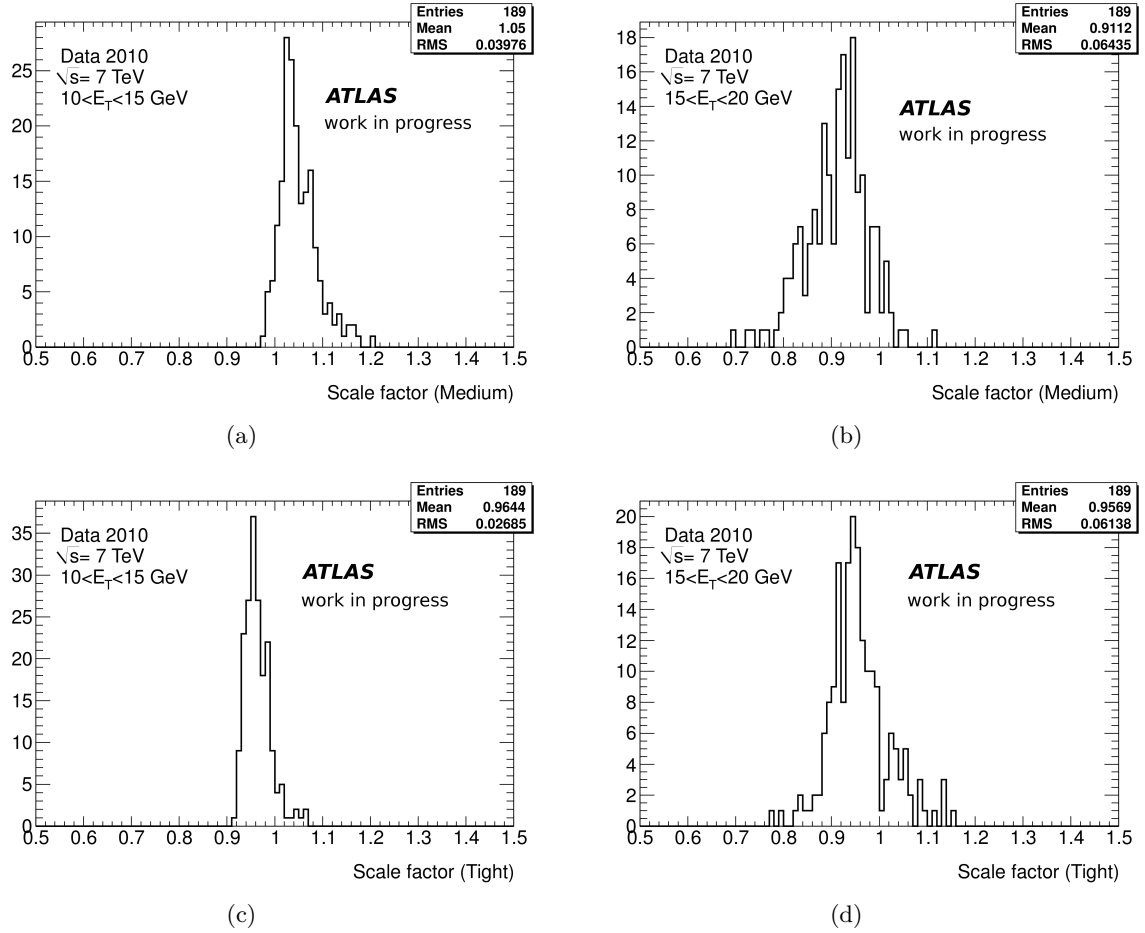 Entries 189
Mean 1.05
RMS 0.03976
Data 2010
√s= 7 TeV
10<E_T<15 GeV
ATLAS
work in progress
25
20
15
10
5
0
0.5 0.6 0.7 0.8 0.9 1 1.1 1.2 1.3 1.4 1.5
Scale factor (Medium)
(a)
Entries 189
Mean 0.9112
RMS 0.06435
Data 2010
√s= 7 TeV
15<E_T<20 GeV
ATLAS
work in progress
18
16
14
12
10
8
6
4
2
0
0.5 0.6 0.7 0.8 0.9 1 1.1 1.2 1.3 1.4 1.5
Scale factor (Medium)
(b)
Entries 189
Mean 0.9644
RMS 0.02685
Data 2010
√s= 7 TeV
10<E_T<15 GeV
ATLAS
work in progress
35
30
25
20
15
10
5
0
0.5 0.6 0.7 0.8 0.9 1 1.1 1.2 1.3 1.4 1.5
Scale factor (Tight)
(c)
Entries 189
Mean 0.9569
RMS 0.06138
Data 2010
√s= 7 TeV
15<E_T<20 GeV
ATLAS
work in progress
20
18
16
14
12
10
8
6
4
2
0
0.5 0.6 0.7 0.8 0.9 1 1.1 1.2 1.3 1.4 1.5
Scale factor (Tight)
(d)